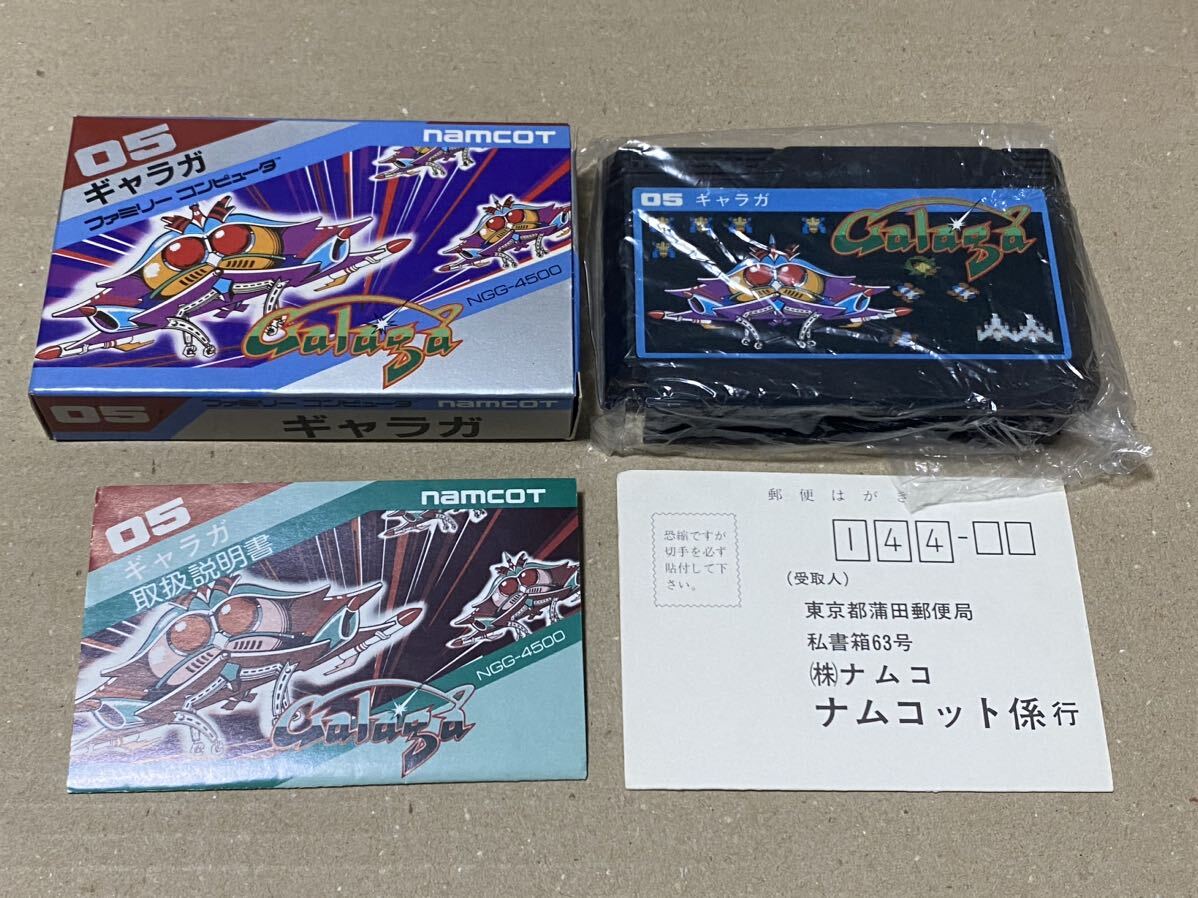 05
namcot
ギャラガ
ファミリー コンピュータ™
NGG-4500
Galaga
05
ファミリー コンピュータ
namcot
ギャラガ
05 ギャラガ
Galaga
05
namcot
ギャラガ
取扱説明書
NGG-4500
Galaga
郵便はがき
恐縮ですが
切手を必ず
貼付して下
さい。
144-
(受取人)
東京都蒲田郵便局
私書箱63号
㈱ナムコ
ナムコット係行